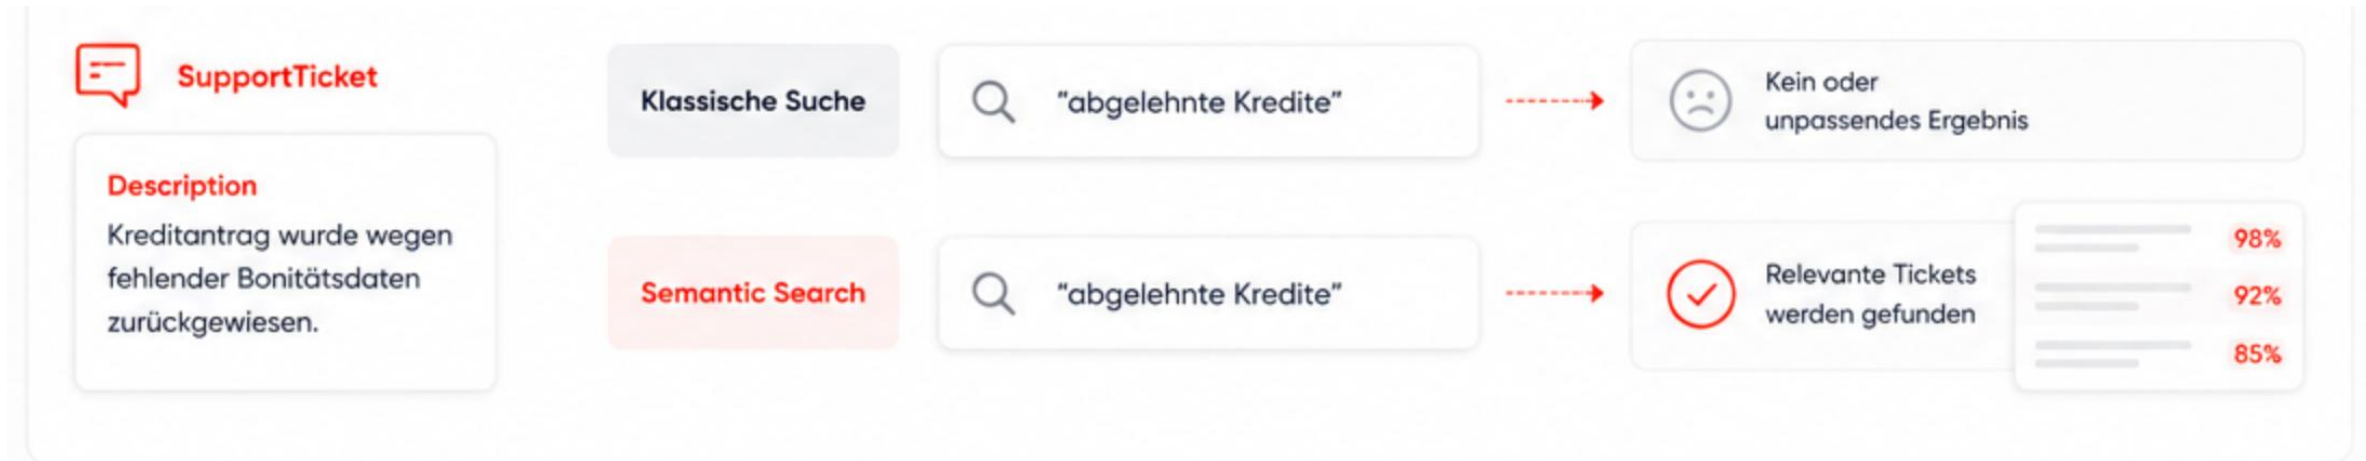 SupportTicket
Description
Kreditantrag wurde wegen
fehlender Bonitätsdaten
zurückgewiesen.
Klassische Suche
"abgelehnte Kredite"
Kein oder
unpassendes Ergebnis
Semantic Search
"abgelehnte Kredite"
Relevante Tickets
werden gefunden
98%
92%
85%